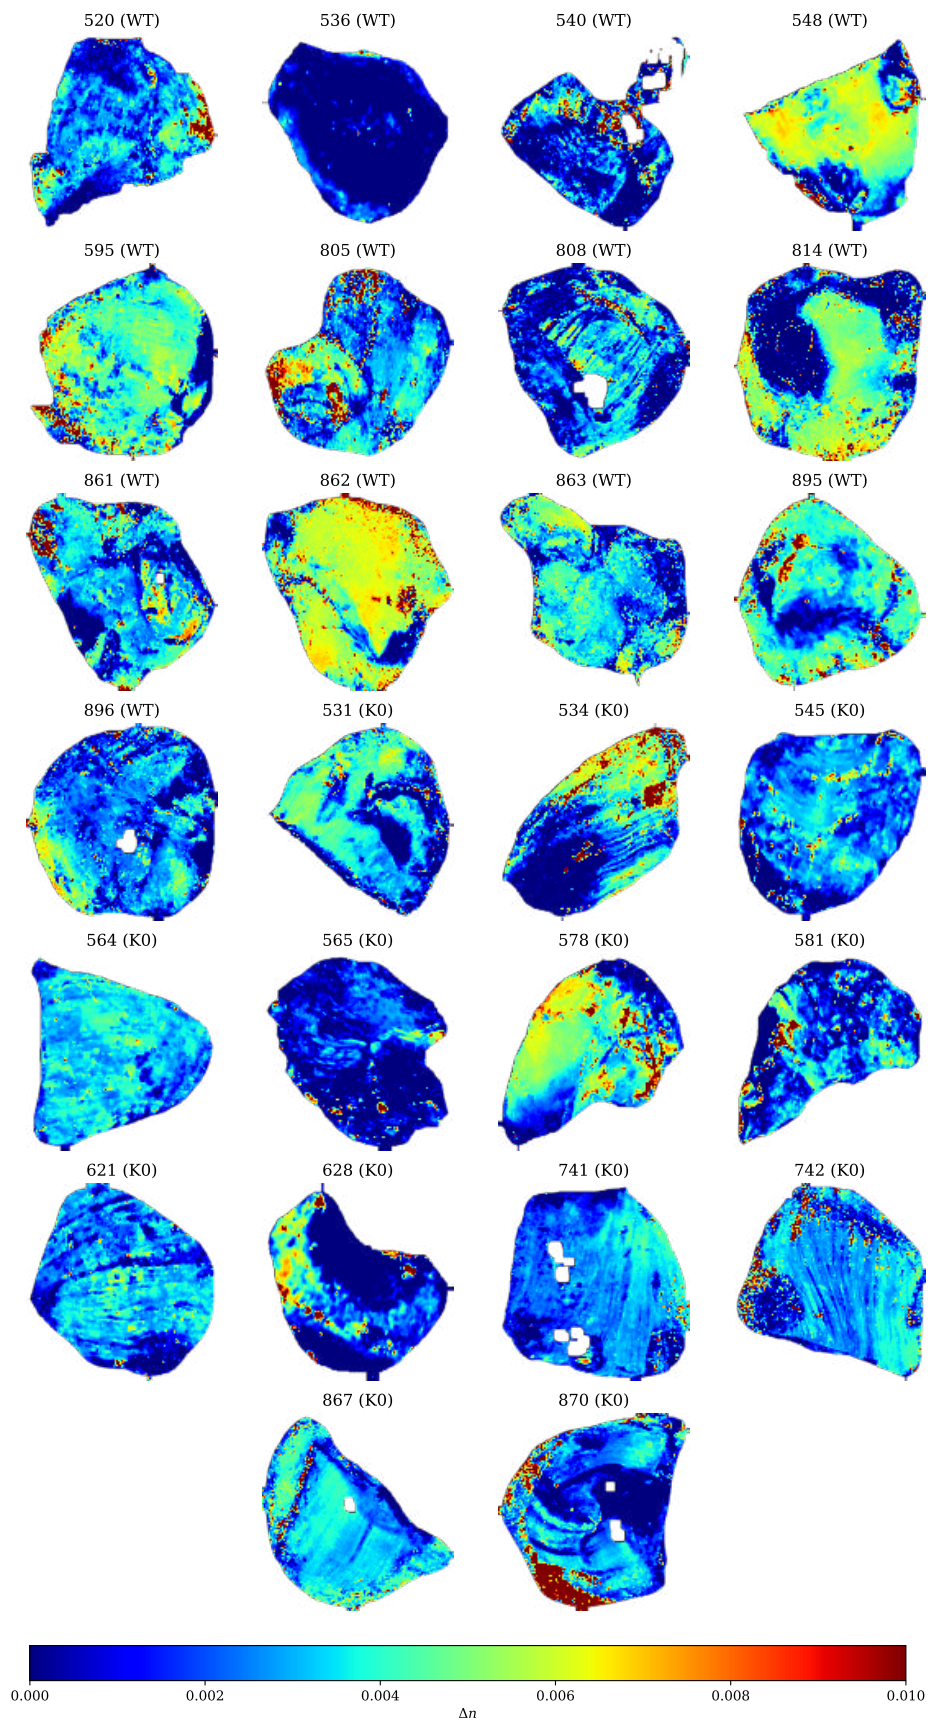 520 (WT) 536 (WT) 540 (WT) 548 (WT)
595 (WT) 805 (WT) 808 (WT) 814 (WT)
861 (WT) 862 (WT) 863 (WT) 895 (WT)
896 (WT) 531 (K0) 534 (K0) 545 (K0)
564 (K0) 565 (K0) 578 (K0) 581 (K0)
621 (K0) 628 (K0) 741 (K0) 742 (K0)
867 (K0) 870 (K0)
0.000 0.002 0.004 0.006 0.008 0.010
Δn